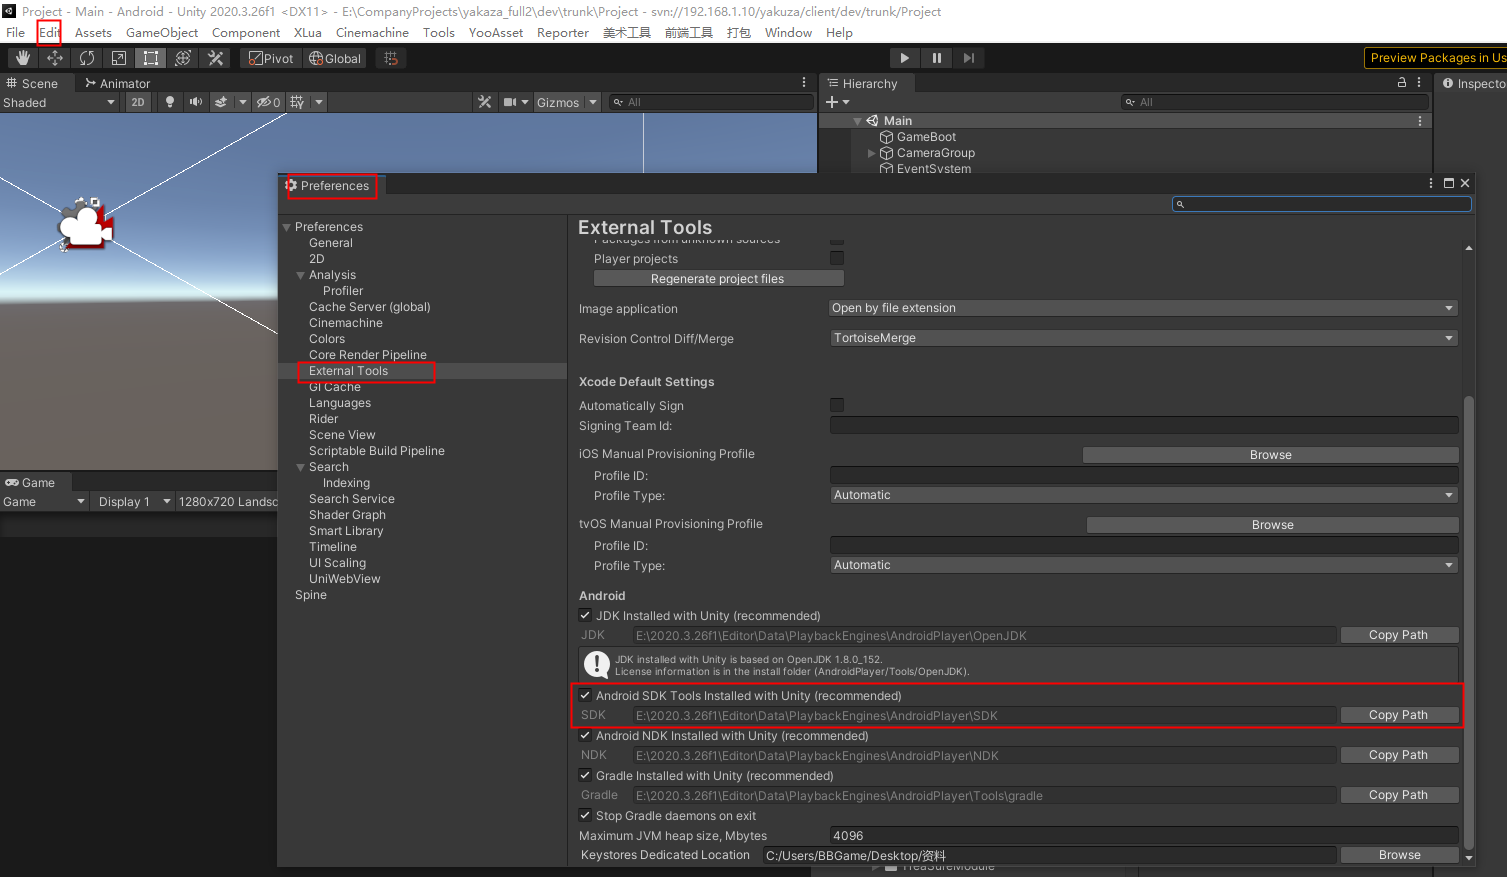 Project - Main - Android - Unity 2020.3.26f1 <DX11> - E:\CompanyProjects\yakaza_full2\dev\trunk\Project - svn://192.168.1.10/yakuza/client/dev/trunk/Project
File Edit Assets GameObject Component XLua Cinemachine Tools YooAsset Reporter 美术工具 前端工具 打包 Window Help
Pivot Global Preview Packages in Us
Scene Animator Hierarchy Inspecto
Shaded 2D 0 Gizmos All All
Main
GameBoot
CameraGroup
EventSystem
Preferences
External Tools
Preferences
General
2D
Analysis
Profiler
Cache Server (global)
Cinemachine
Colors
Core Render Pipeline
External Tools
GI Cache
Languages
Rider
Scene View
Scriptable Build Pipeline
Search
Indexing
Search Service
Shader Graph
Smart Library
Timeline
UI Scaling
UniWebView
Spine
Packages from unknown sources
Player projects
Regenerate project files
Image application Open by file extension
Revision Control Diff/Merge TortoiseMerge
Xcode Default Settings
Automatically Sign
Signing Team Id:
iOS Manual Provisioning Profile Browse
Profile ID:
Profile Type: Automatic
tvOS Manual Provisioning Profile Browse
Profile ID:
Profile Type: Automatic
Android
JDK Installed with Unity (recommended)
JDK E:\2020.3.26f1\Editor\Data\PlaybackEngines\AndroidPlayer\OpenJDK Copy Path
JDK installed with Unity is based on OpenJDK 1.8.0_152.
License information is in the install folder (AndroidPlayer/Tools/OpenJDK).
Android SDK Tools Installed with Unity (recommended)
SDK E:\2020.3.26f1\Editor\Data\PlaybackEngines\AndroidPlayer\SDK Copy Path
Android NDK Installed with Unity (recommended)
NDK E:\2020.3.26f1\Editor\Data\PlaybackEngines\AndroidPlayer\NDK Copy Path
Gradle Installed with Unity (recommended)
Gradle E:\2020.3.26f1\Editor\Data\PlaybackEngines\AndroidPlayer\Tools\gradle Copy Path
Stop Gradle daemons on exit
Maximum JVM heap size, Mbytes 4096
Keystores Dedicated Location C:/Users/BBGame/Desktop/资料 Browse
Game
Game Display 1 1280x720 Landsc
TreaSureModule